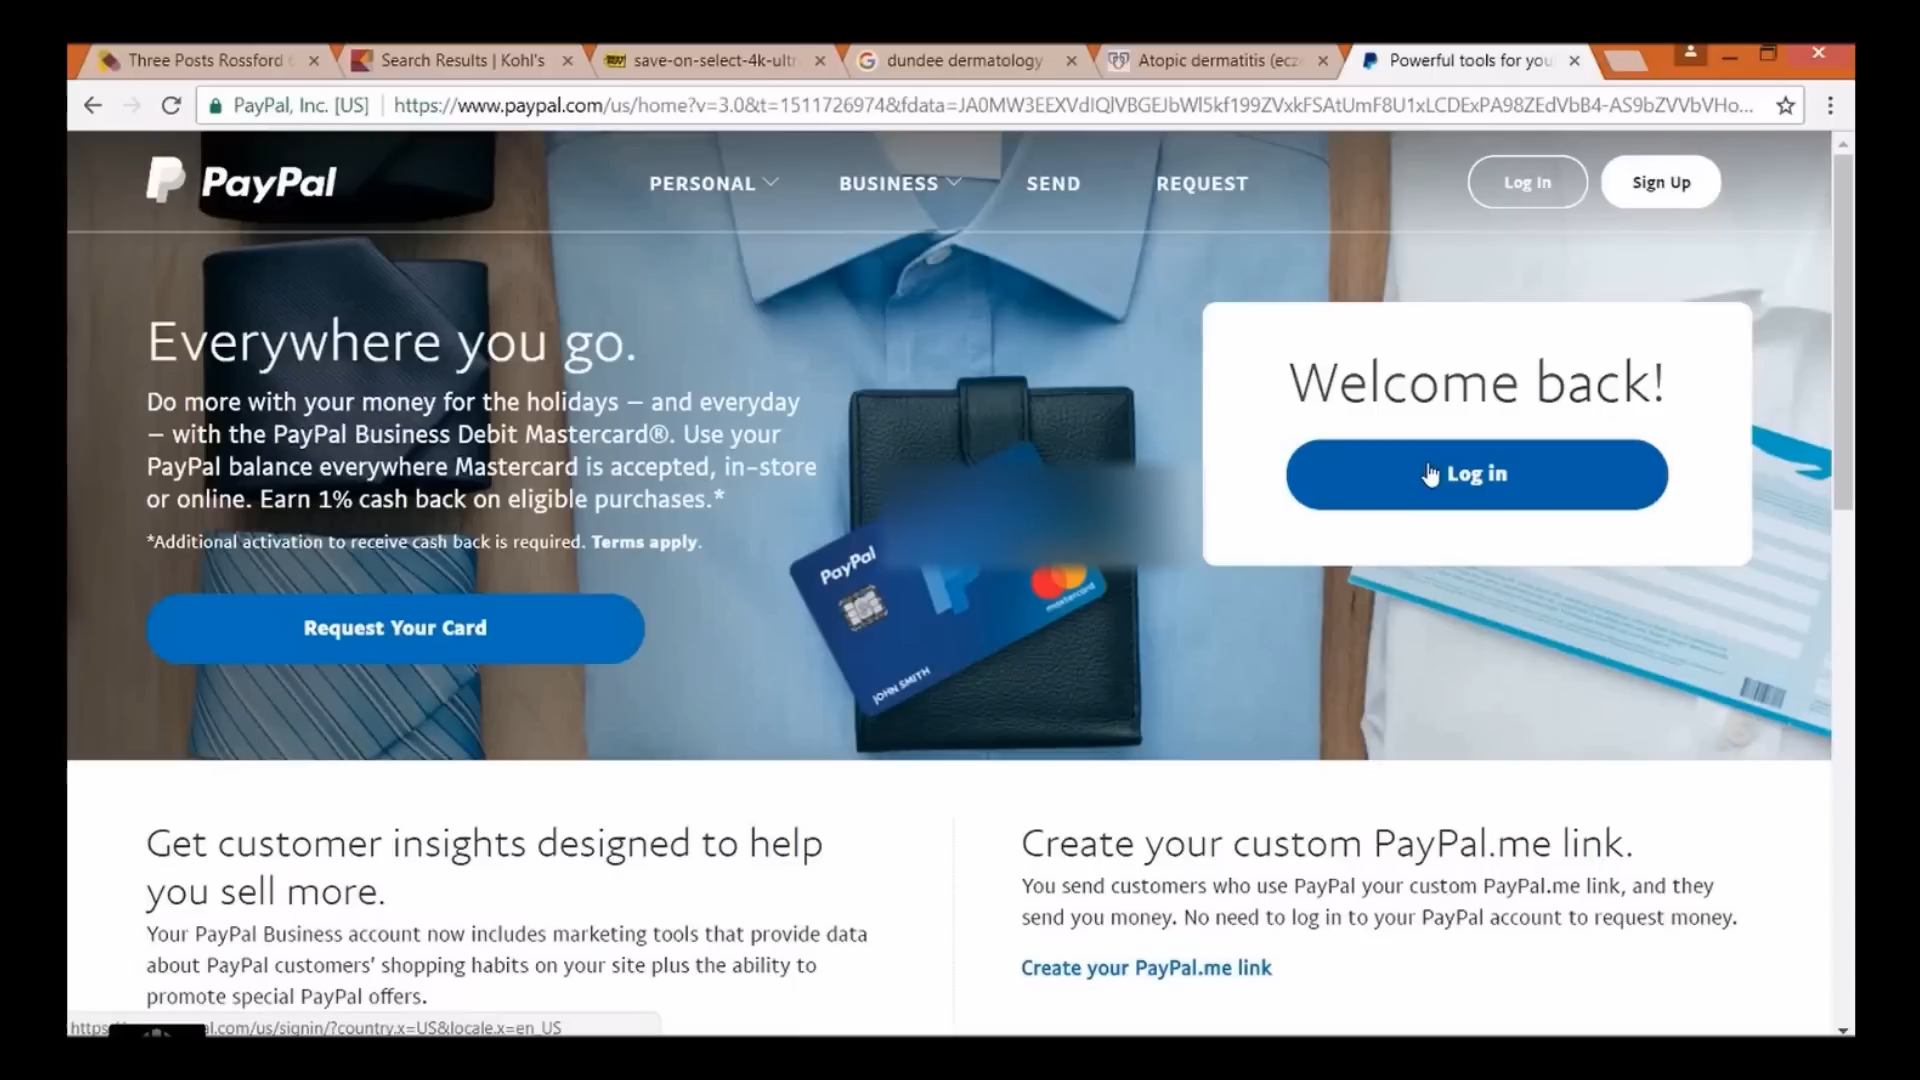 Three Posts Rossford
Search Results | Kohl's
save-on-select-4k-ult
dundee dermatology
Atopic dermatitis (ecz
Powerful tools for you
PayPal, Inc. [US]
https://www.paypal.com/us/home?v=3.0&t=1511726974&fdata=JA0MW3EEXVdIQlVBGEJbWl5kf199ZVxkFSAtUmF8U1xLCDExPA98ZEdVbB4-AS9bZVVbVHo...
PayPal
PERSONAL
BUSINESS
SEND
REQUEST
Log In
Sign Up
Everywhere you go.
Do more with your money for the holidays – and everyday
– with the PayPal Business Debit Mastercard®. Use your
PayPal balance everywhere Mastercard is accepted, in-store
or online. Earn 1% cash back on eligible purchases.*
*Additional activation to receive cash back is required. Terms apply.
Request Your Card
PayPal
mastercard
JOHN SMITH
Welcome back!
Log in
Get customer insights designed to help
you sell more.
Your PayPal Business account now includes marketing tools that provide data
about PayPal customers' shopping habits on your site plus the ability to
promote special PayPal offers.
Create your custom PayPal.me link.
You send customers who use PayPal your custom PayPal.me link, and they
send you money. No need to log in to your PayPal account to request money.
Create your PayPal.me link
https al.com/us/signin/?country.x=US&locale.x=en_US